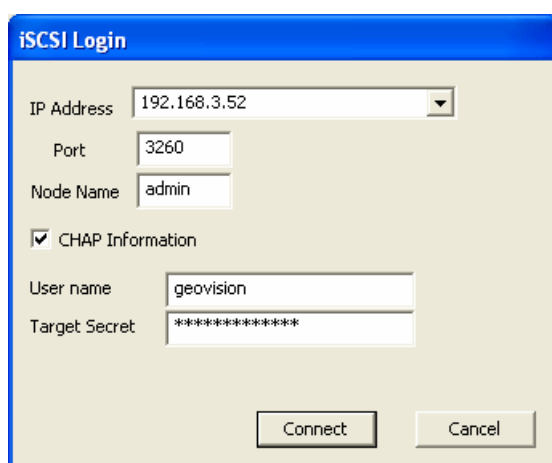 iSCSI Login
IP Address 192.168.3.52
Port 3260
Node Name admin
CHAP Information
User name geovision
Target Secret *************
Connect Cancel